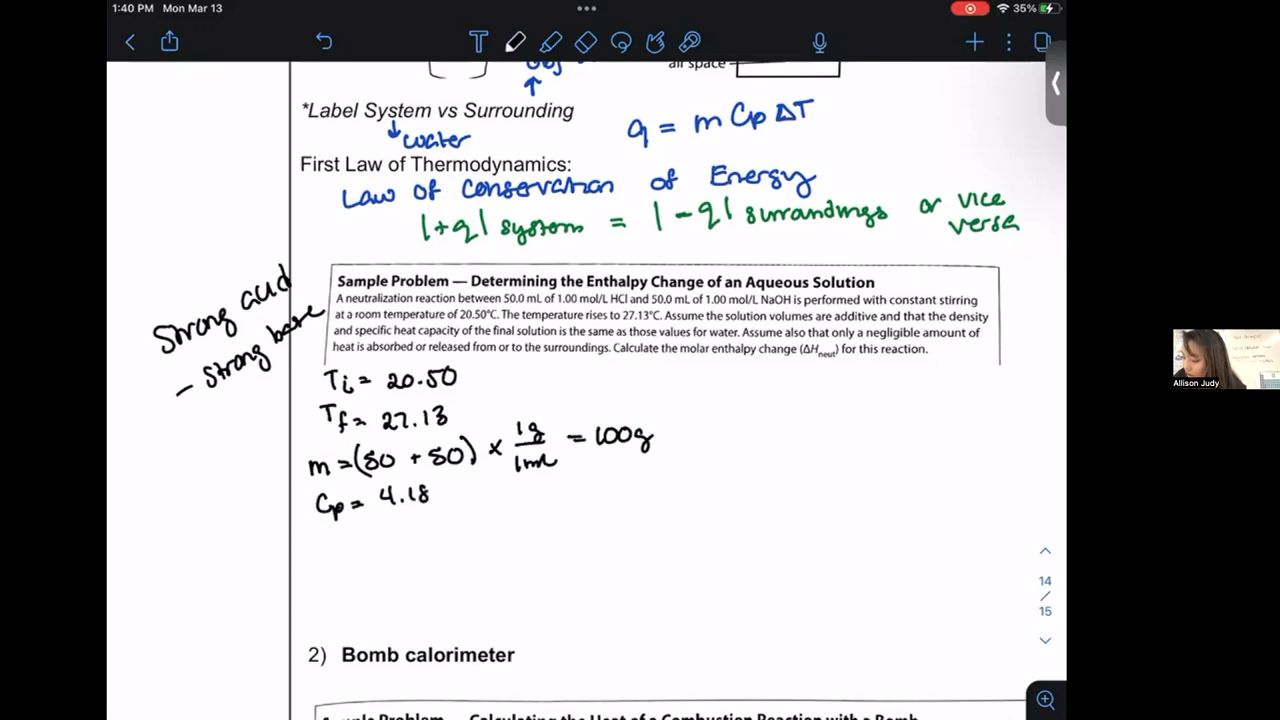 1:40 PM Mon Mar 13
35%
air space
*Label System vs Surrounding
water
q = m Cp ΔT
First Law of Thermodynamics:
Law of Conservation of Energy
|+q| system = |-q| surrandings or vice versa
Strong acid
- strong base
Sample Problem — Determining the Enthalpy Change of an Aqueous Solution
A neutralization reaction between 50.0 mL of 1.00 mol/L HCl and 50.0 mL of 1.00 mol/L NaOH is performed with constant stirring
at a room temperature of 20.50°C. The temperature rises to 27.13°C. Assume the solution volumes are additive and that the density
and specific heat capacity of the final solution is the same as those values for water. Assume also that only a negligible amount of
heat is absorbed or released from or to the surroundings. Calculate the molar enthalpy change (ΔHneut) for this reaction.
Ti = 20.50
Tf = 27.13
m = (50 + 50) × 1g/1mL = 100g
Cp = 4.18
14
/
15
2) Bomb calorimeter
Allison Judy